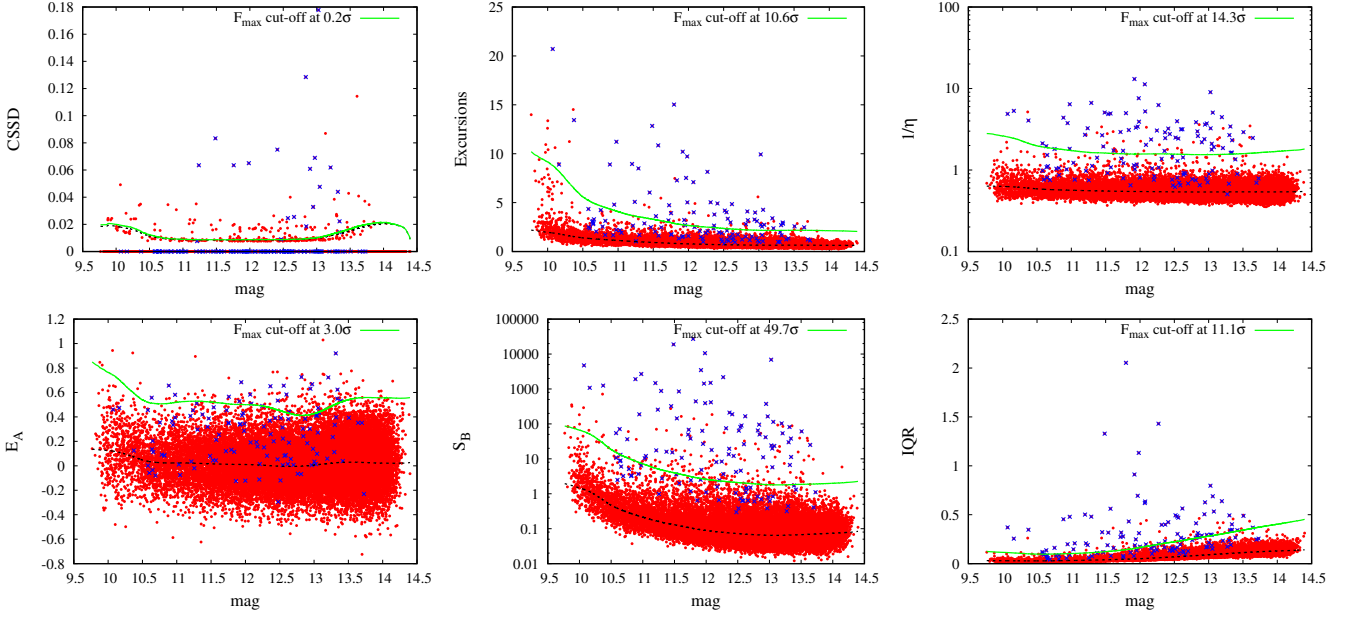 F_max cut-off at 0.2σ
CSSD
0.18
0.16
0.14
0.12
0.1
0.08
0.06
0.04
0.02
0
9.5 10 10.5 11 11.5 12 12.5 13 13.5 14 14.5
mag
F_max cut-off at 10.6σ
Excursions
25
20
15
10
5
0
9.5 10 10.5 11 11.5 12 12.5 13 13.5 14 14.5
mag
F_max cut-off at 14.3σ
1/η
100
10
1
0.1
9.5 10 10.5 11 11.5 12 12.5 13 13.5 14 14.5
mag
F_max cut-off at 3.0σ
E_A
1.2
1
0.8
0.6
0.4
0.2
0
-0.2
-0.4
-0.6
-0.8
9.5 10 10.5 11 11.5 12 12.5 13 13.5 14 14.5
mag
F_max cut-off at 49.7σ
S_B
100000
10000
1000
100
10
1
0.1
0.01
9.5 10 10.5 11 11.5 12 12.5 13 13.5 14 14.5
mag
F_max cut-off at 11.1σ
IQR
2.5
2
1.5
1
0.5
0
9.5 10 10.5 11 11.5 12 12.5 13 13.5 14 14.5
mag